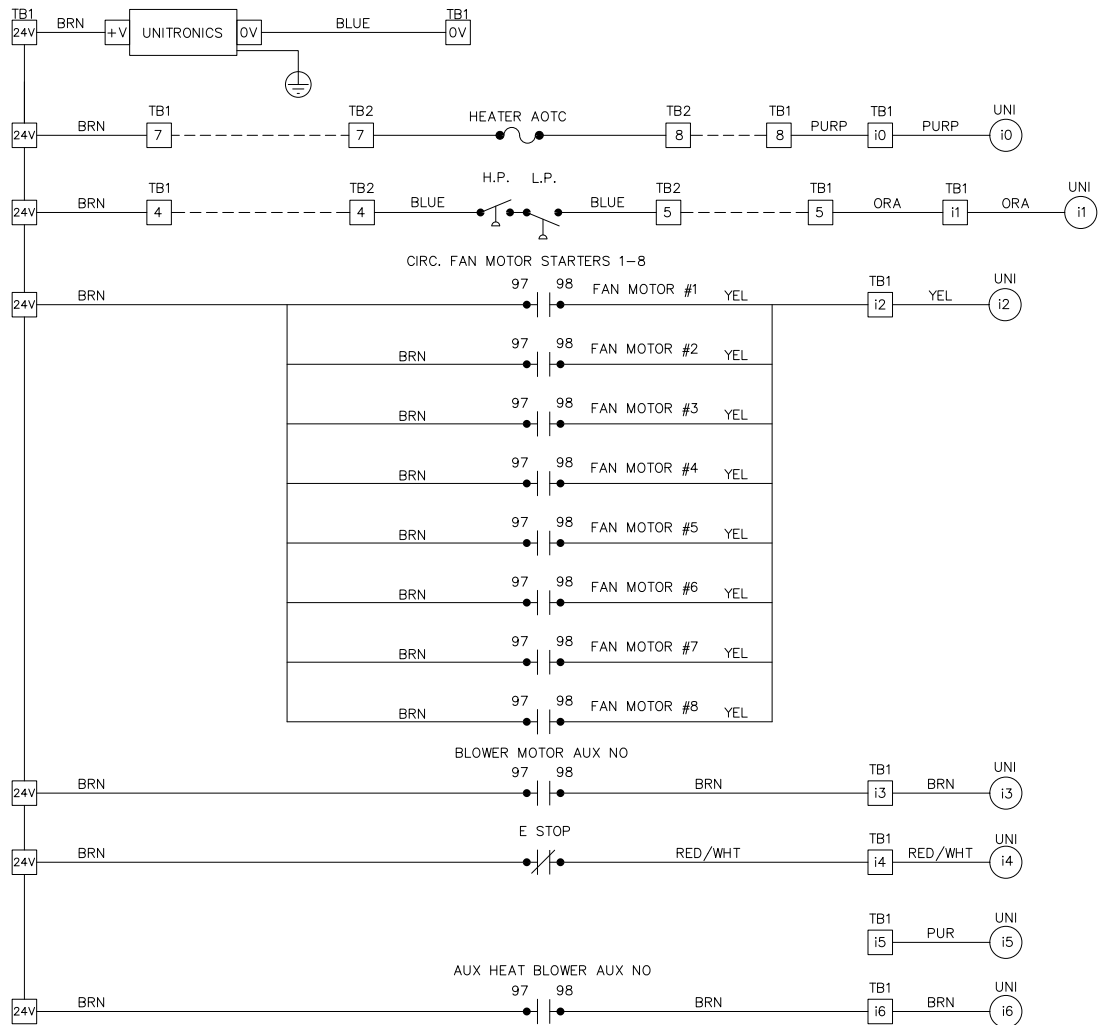 TB1
24V BRN +V UNITRONICS 0V BLUE TB1 0V
TB1 TB2 HEATER AOTC TB2 TB1 TB1 UNI
24V BRN 7 7 8 8 PURP i0 PURP i0
TB1 TB2 H.P. L.P. TB2 TB1 TB1 UNI
24V BRN 4 4 BLUE BLUE 5 5 ORA i1 ORA i1
CIRC. FAN MOTOR STARTERS 1-8
97 98 FAN MOTOR #1 TB1 UNI
24V BRN YEL i2 YEL i2
97 98 FAN MOTOR #2
BRN YEL
97 98 FAN MOTOR #3
BRN YEL
97 98 FAN MOTOR #4
BRN YEL
97 98 FAN MOTOR #5
BRN YEL
97 98 FAN MOTOR #6
BRN YEL
97 98 FAN MOTOR #7
BRN YEL
97 98 FAN MOTOR #8
BRN YEL
BLOWER MOTOR AUX NO
97 98 TB1 UNI
24V BRN BRN i3 BRN i3
E STOP TB1 UNI
24V BRN RED/WHT i4 RED/WHT i4
TB1 UNI
i5 PUR i5
AUX HEAT BLOWER AUX NO
97 98 TB1 UNI
24V BRN BRN i6 BRN i6